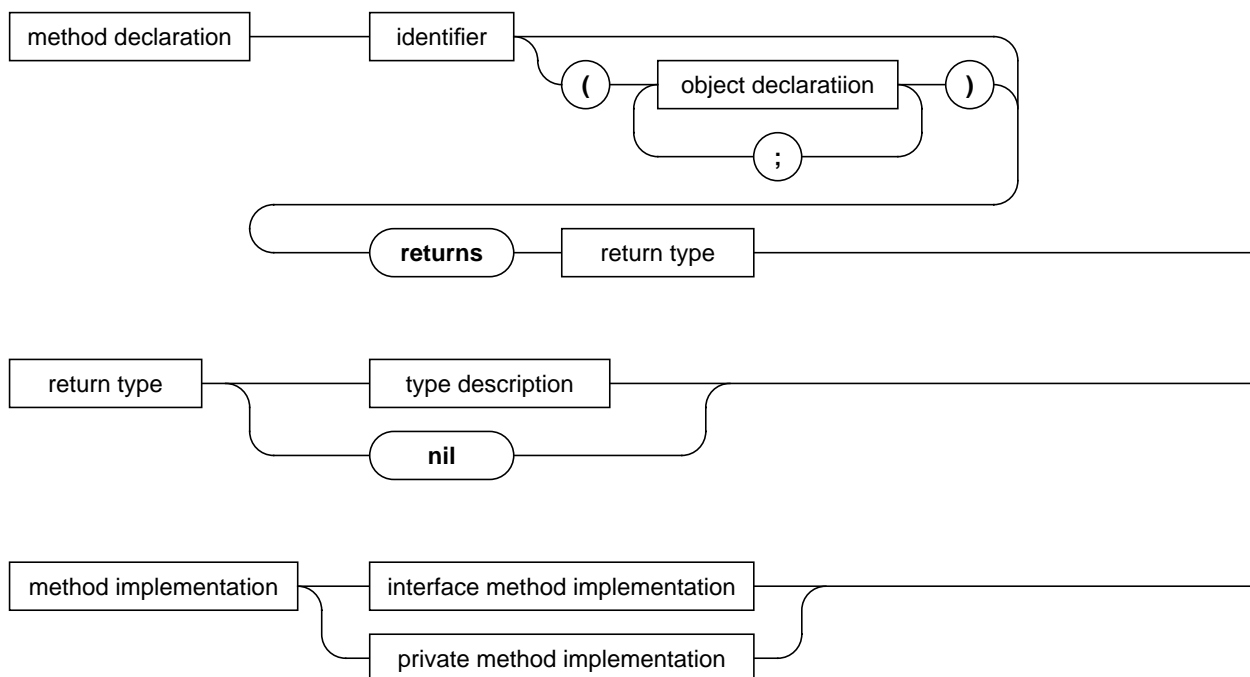 method declaration identifier
( object declaratiion )
;
returns return type
return type type description
nil
method implementation interface method implementation
private method implementation